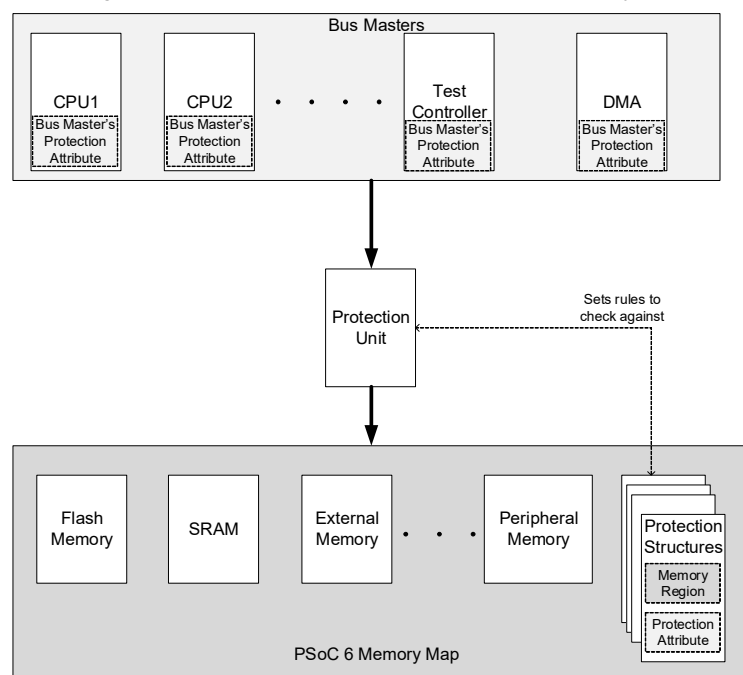 Bus Masters
CPU1
Bus Master's
Protection
Attribute
CPU2
Bus Master's
Protection
Attribute
Test
Controller
Bus Master's
Protection
Attribute
DMA
Bus Master's
Protection
Attribute
Protection
Unit
Sets rules to
check against
Flash
Memory
SRAM
External
Memory
Peripheral
Memory
Protection
Structures
Memory
Region
Protection
Attribute
PSoC 6 Memory Map